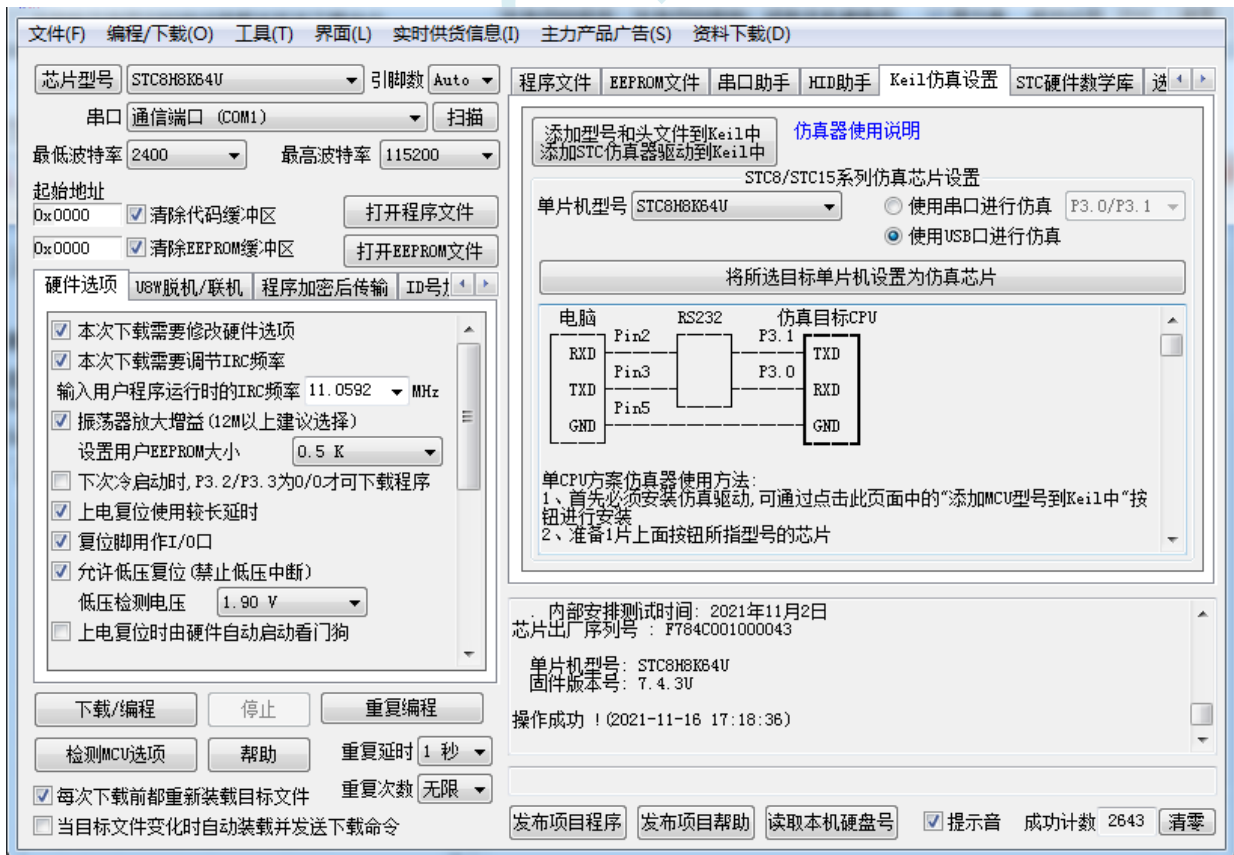 文件(F) 编程/下载(O) 工具(T) 界面(L) 实时供货信息(I) 主力产品广告(S) 资料下载(D)
芯片型号 STC8H8K64U 引脚数 Auto
串口 通信端口 (COM1) 扫描
最低波特率 2400 最高波特率 115200
起始地址
0x0000 清除代码缓冲区 打开程序文件
0x0000 清除EEPROM缓冲区 打开EEPROM文件
硬件选项 U8W脱机/联机 程序加密后传输 ID号
本次下载需要修改硬件选项
本次下载需要调节IRC频率
输入用户程序运行时的IRC频率 11.0592 MHz
振荡器放大增益(12M以上建议选择)
设置用户EEPROM大小 0.5 K
下次冷启动时,P3.2/P3.3为0/0才可下载程序
上电复位使用较长延时
复位脚用作I/O口
允许低压复位(禁止低压中断)
低压检测电压 1.90 V
上电复位时由硬件自动启动看门狗
下载/编程 停止 重复编程
检测MCU选项 帮助 重复延时 1 秒
每次下载前都重新装载目标文件 重复次数 无限
当目标文件变化时自动装载并发送下载命令
程序文件 EEPROM文件 串口助手 HID助手 Keil仿真设置 STC硬件数学库 选
添加型号和头文件到Keil中
添加STC仿真器驱动到Keil中
仿真器使用说明
STC8/STC15系列仿真芯片设置
单片机型号 STC8H8K64U 使用串口进行仿真 P3.0/P3.1
使用USB口进行仿真
将所选目标单片机设置为仿真芯片
电脑 RS232 仿真目标CPU
Pin2 P3.1
RXD TXD
Pin3 P3.0
TXD RXD
Pin5
GND GND
单CPU方案仿真器使用方法:
1、首先必须安装仿真驱动,可通过点击此页面中的“添加MCU型号到Keil中”按
钮进行安装
2、准备1片上面按钮所指型号的芯片
. 内部安排测试时间: 2021年11月2日
芯片出厂序列号 : F784C001000043
单片机型号: STC8H8K64U
固件版本号: 7.4.3U
操作成功 !(2021-11-16 17:18:36)
发布项目程序 发布项目帮助 读取本机硬盘号 提示音 成功计数 2643 清零